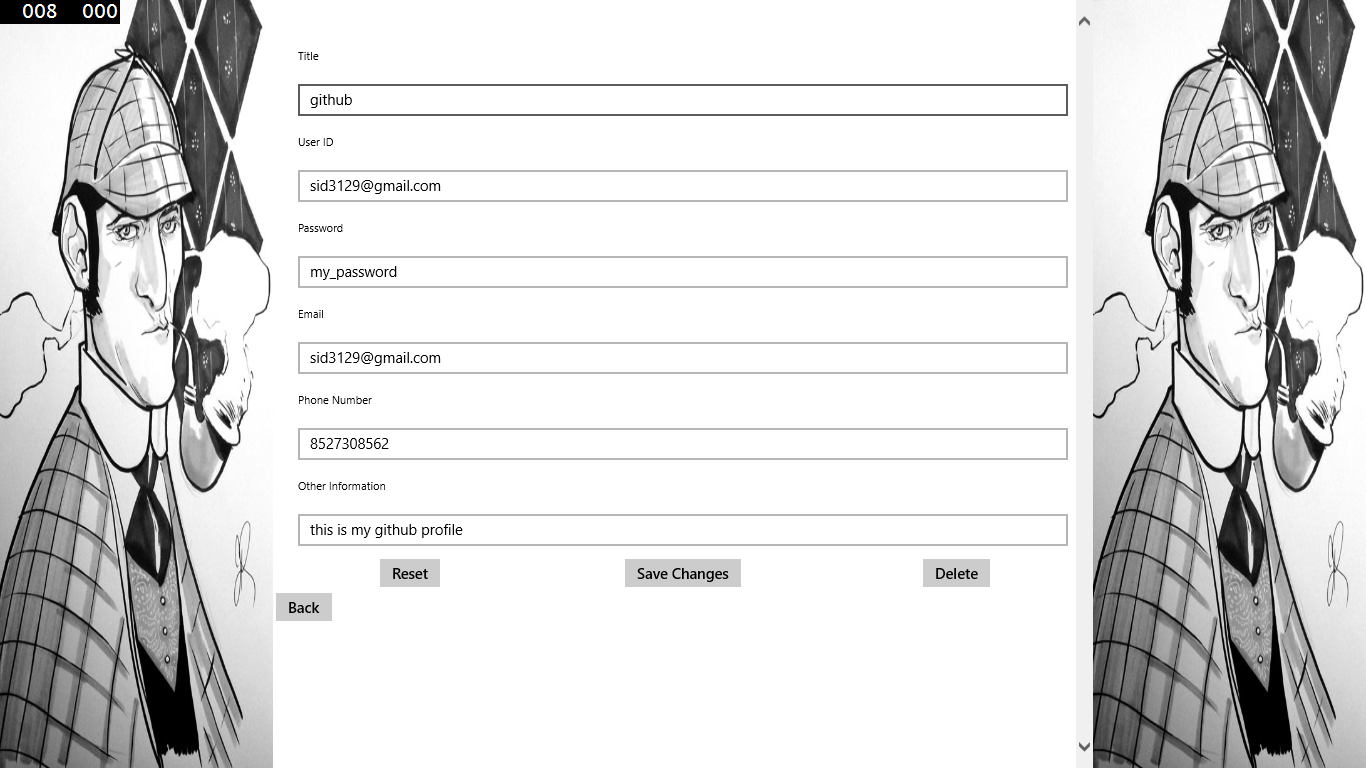 008 000
Title
github
User ID
sid3129@gmail.com
Password
my_password
Email
sid3129@gmail.com
Phone Number
8527308562
Other Information
this is my github profile
Reset Save Changes Delete
Back